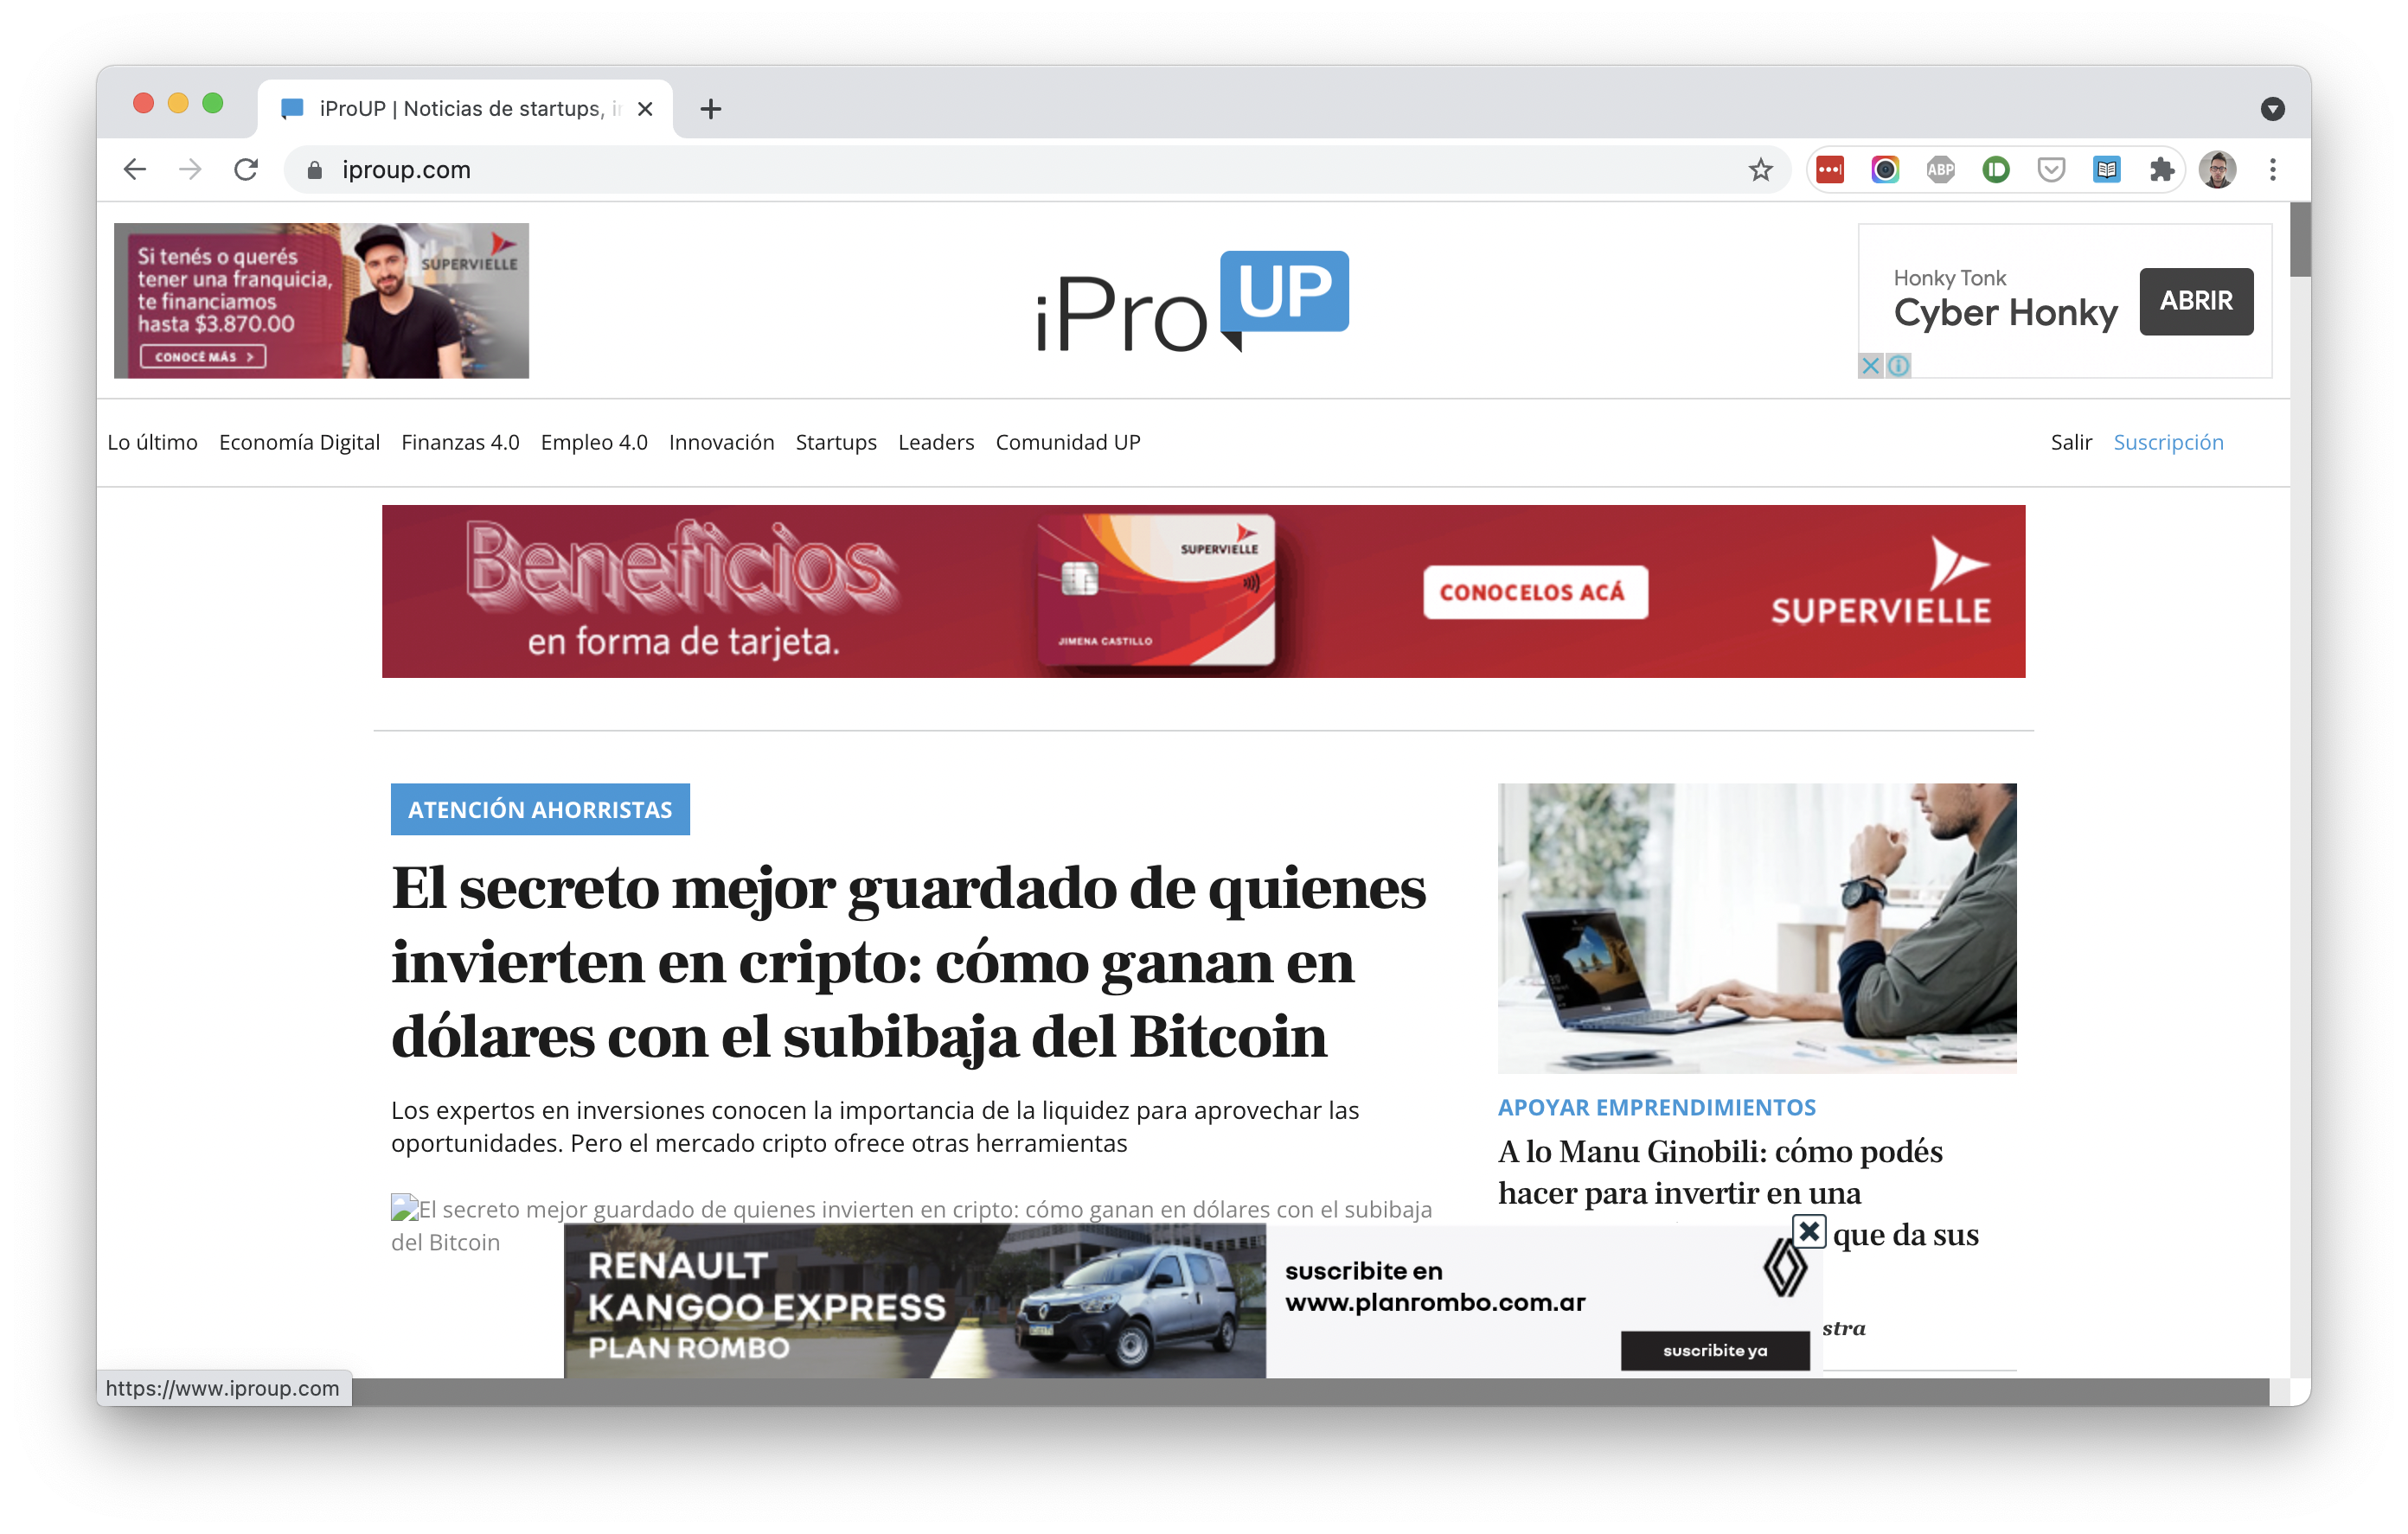 iProUP | Noticias de startups, i
iproup.com
ABP
Si tenés o querés
tener una franquicia,
te financiamos
hasta $3.870.00
CONOCÉ MÁS >
SUPERVIELLE
iPro UP
Honky Tonk
Cyber Honky
ABRIR
Lo último Economía Digital Finanzas 4.0 Empleo 4.0 Innovación Startups Leaders Comunidad UP
Salir Suscripción
Beneficios
en forma de tarjeta.
SUPERVIELLE
JIMENA CASTILLO
CONOCELOS ACÁ
SUPERVIELLE
ATENCIÓN AHORRISTAS
El secreto mejor guardado de quienes
invierten en cripto: cómo ganan en
dólares con el subibaja del Bitcoin
Los expertos en inversiones conocen la importancia de la liquidez para aprovechar las
oportunidades. Pero el mercado cripto ofrece otras herramientas
El secreto mejor guardado de quienes invierten en cripto: cómo ganan en dólares con el subibaja
del Bitcoin
APOYAR EMPRENDIMIENTOS
A lo Manu Ginobili: cómo podés
hacer para invertir en una
que da sus
stra
RENAULT
KANGOO EXPRESS
PLAN ROMBO
suscribite en
www.planrombo.com.ar
suscribite ya
https://www.iproup.com